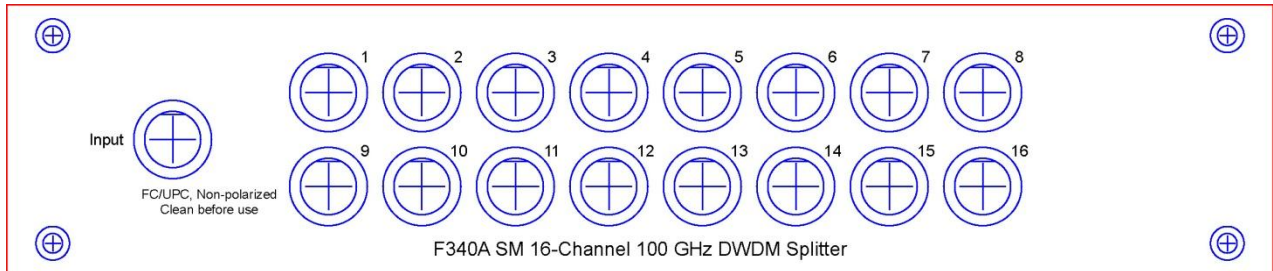 1 2 3 4 5 6 7 8
Input
9 10 11 12 13 14 15 16
FC/UPC, Non-polarized
Clean before use
F340A SM 16-Channel 100 GHz DWDM Splitter